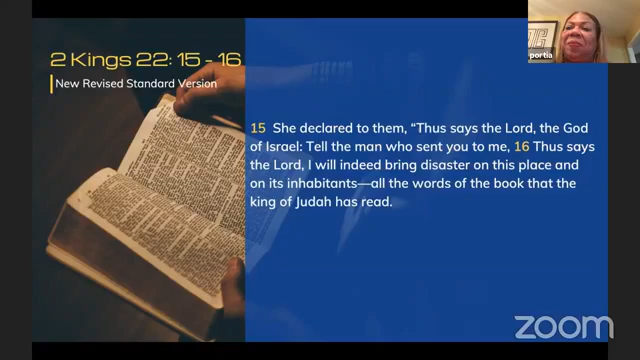 2 Kings 22: 15 - 16
New Revised Standard Version
15 She declared to them, “Thus says the Lord, the God
of Israel: Tell the man who sent you to me, 16 Thus says
the Lord, I will indeed bring disaster on this place and
on its inhabitants—all the words of the book that the
king of Judah has read.
portia
zoom